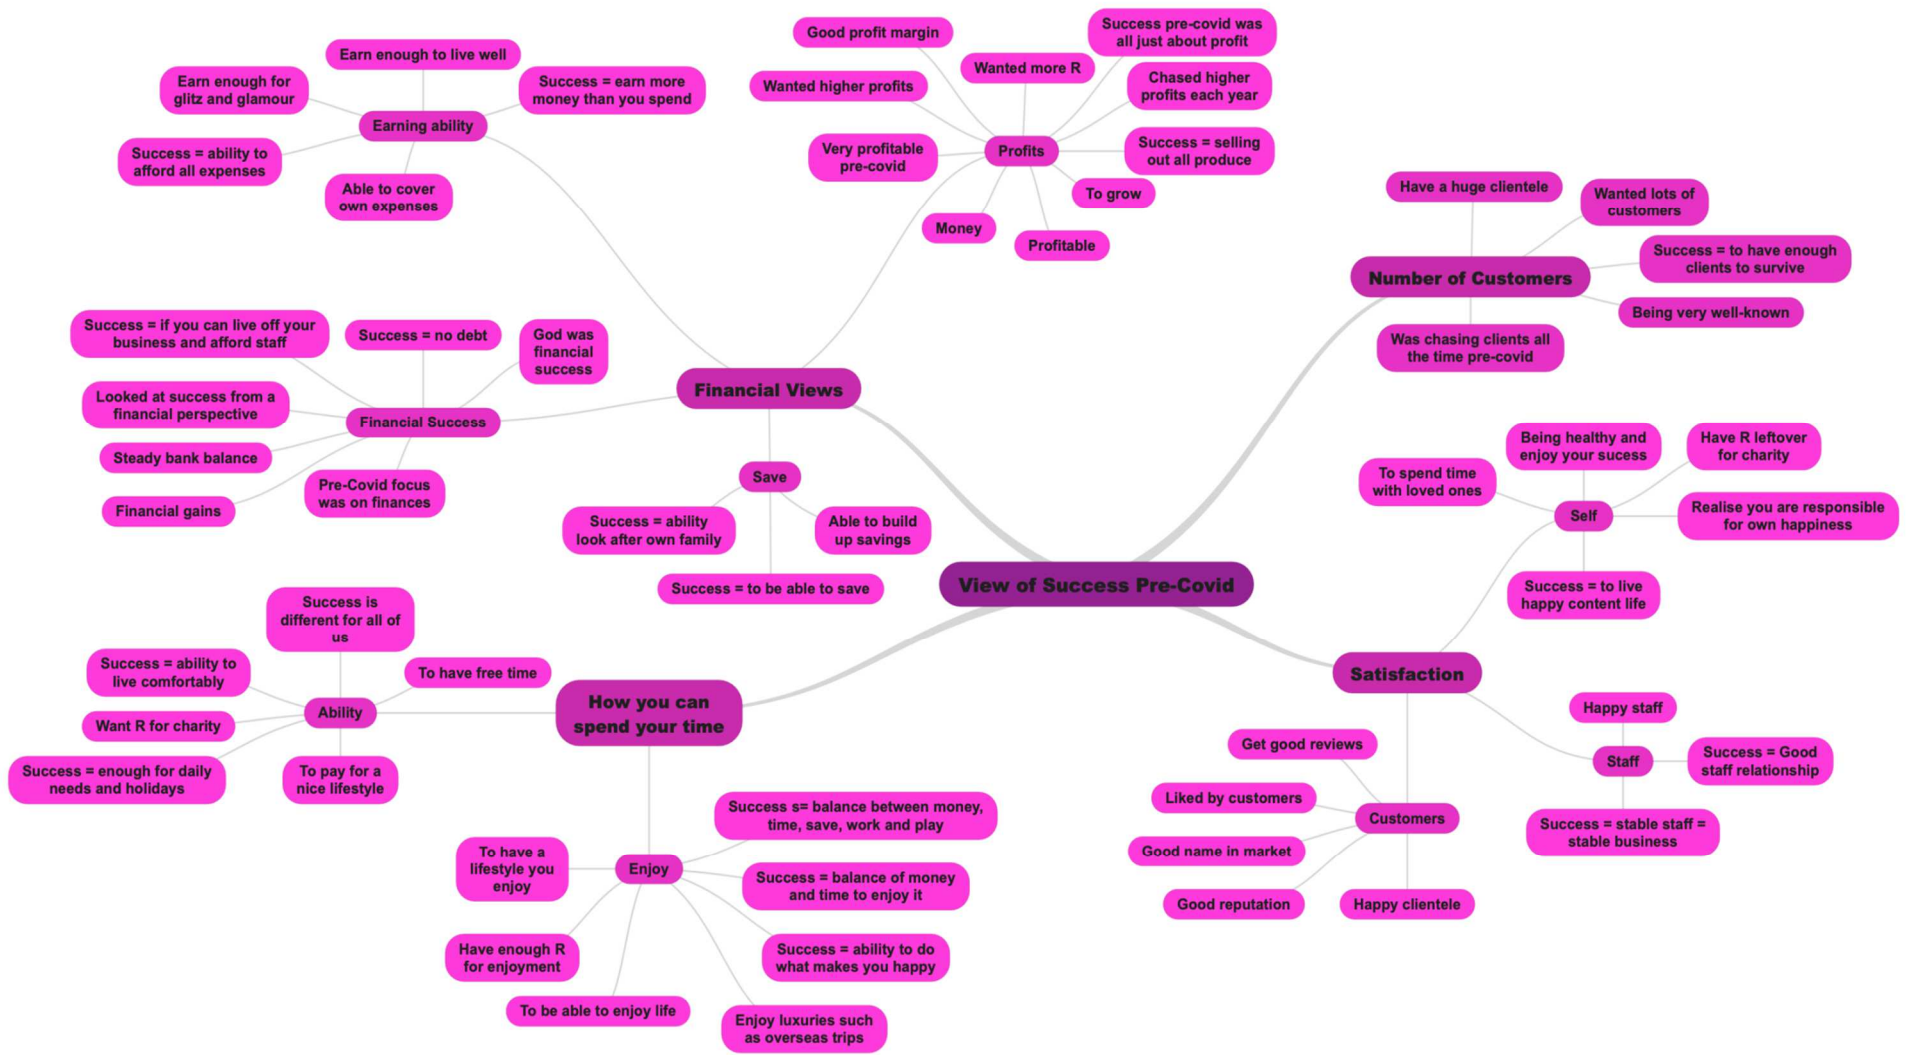 View of Success Pre-Covid
Financial Views
Earning ability
Earn enough to live well
Earn enough for
glitz and glamour
Success = earn more
money than you spend
Success = ability to
afford all expenses
Able to cover
own expenses
Profits
Good profit margin
Success pre-covid was
all just about profit
Wanted more R
Wanted higher profits
Chased higher
profits each year
Very profitable
pre-covid
Success = selling
out all produce
To grow
Money
Profitable
Financial Success
Success = if you can live off your
business and afford staff
Success = no debt
God was
financial
success
Looked at success from a
financial perspective
Steady bank balance
Pre-Covid focus
was on finances
Financial gains
Save
Success = ability
look after own family
Able to build
up savings
Success = to be able to save
Number of Customers
Have a huge clientele
Wanted lots of
customers
Success = to have enough
clients to survive
Being very well-known
Was chasing clients all
the time pre-covid
Satisfaction
Self
Being healthy and
enjoy your sucess
Have R leftover
for charity
To spend time
with loved ones
Realise you are responsible
for own happiness
Success = to live
happy content life
Staff
Happy staff
Success = Good
staff relationship
Success = stable staff =
stable business
Customers
Get good reviews
Liked by customers
Good name in market
Good reputation
Happy clientele
How you can
spend your time
Ability
Success is
different for all of
us
Success = ability to
live comfortably
To have free time
Want R for charity
Success = enough for daily
needs and holidays
To pay for a
nice lifestyle
Enjoy
Success s= balance between money,
time, save, work and play
To have a
lifestyle you
enjoy
Success = balance of money
and time to enjoy it
Have enough R
for enjoyment
Success = ability to do
what makes you happy
To be able to enjoy life
Enjoy luxuries such
as overseas trips